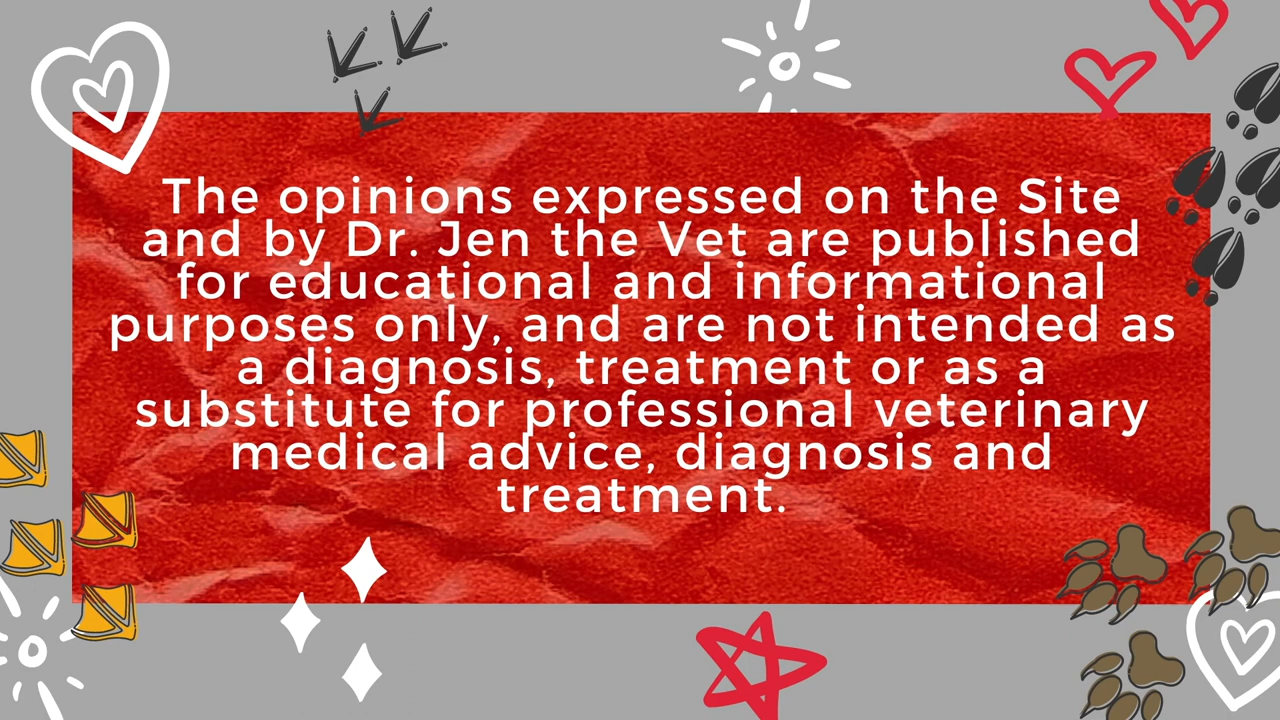 The opinions expressed on the Site
and by Dr. Jen the Vet are published
for educational and informational
purposes only, and are not intended as
a diagnosis, treatment or as a
substitute for professional veterinary
medical advice, diagnosis and
treatment.